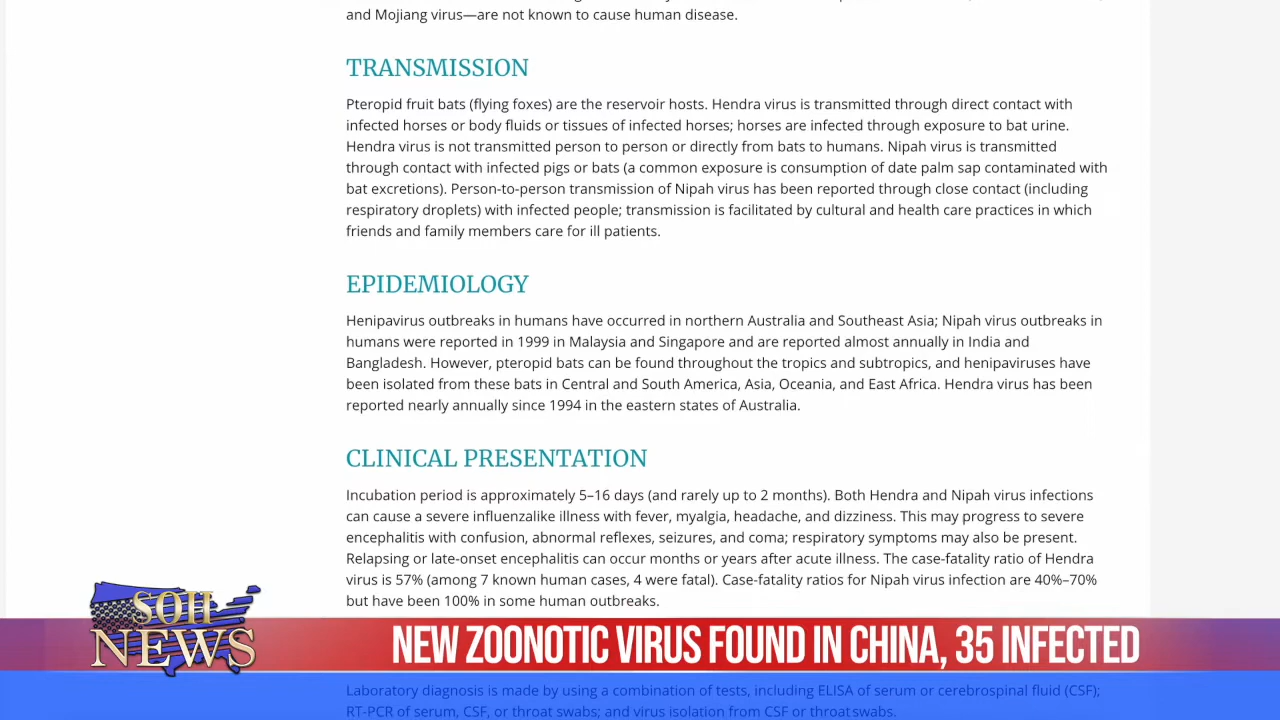 and Mojiang virus—are not known to cause human disease.
TRANSMISSION
Pteropid fruit bats (flying foxes) are the reservoir hosts. Hendra virus is transmitted through direct contact with
infected horses or body fluids or tissues of infected horses; horses are infected through exposure to bat urine.
Hendra virus is not transmitted person to person or directly from bats to humans. Nipah virus is transmitted
through contact with infected pigs or bats (a common exposure is consumption of date palm sap contaminated with
bat excretions). Person-to-person transmission of Nipah virus has been reported through close contact (including
respiratory droplets) with infected people; transmission is facilitated by cultural and health care practices in which
friends and family members care for ill patients.
EPIDEMIOLOGY
Henipavirus outbreaks in humans have occurred in northern Australia and Southeast Asia; Nipah virus outbreaks in
humans were reported in 1999 in Malaysia and Singapore and are reported almost annually in India and
Bangladesh. However, pteropid bats can be found throughout the tropics and subtropics, and henipaviruses have
been isolated from these bats in Central and South America, Asia, Oceania, and East Africa. Hendra virus has been
reported nearly annually since 1994 in the eastern states of Australia.
CLINICAL PRESENTATION
Incubation period is approximately 5–16 days (and rarely up to 2 months). Both Hendra and Nipah virus infections
can cause a severe influenzalike illness with fever, myalgia, headache, and dizziness. This may progress to severe
encephalitis with confusion, abnormal reflexes, seizures, and coma; respiratory symptoms may also be present.
Relapsing or late-onset encephalitis can occur months or years after acute illness. The case-fatality ratio of Hendra
virus is 57% (among 7 known human cases, 4 were fatal). Case-fatality ratios for Nipah virus infection are 40%–70%
but have been 100% in some human outbreaks.
SOH
NEWS
NEW ZOONOTIC VIRUS FOUND IN CHINA, 35 INFECTED
Laboratory diagnosis is made by using a combination of tests, including ELISA of serum or cerebrospinal fluid (CSF);
RT-PCR of serum, CSF, or throat swabs; and virus isolation from CSF or throat swabs.